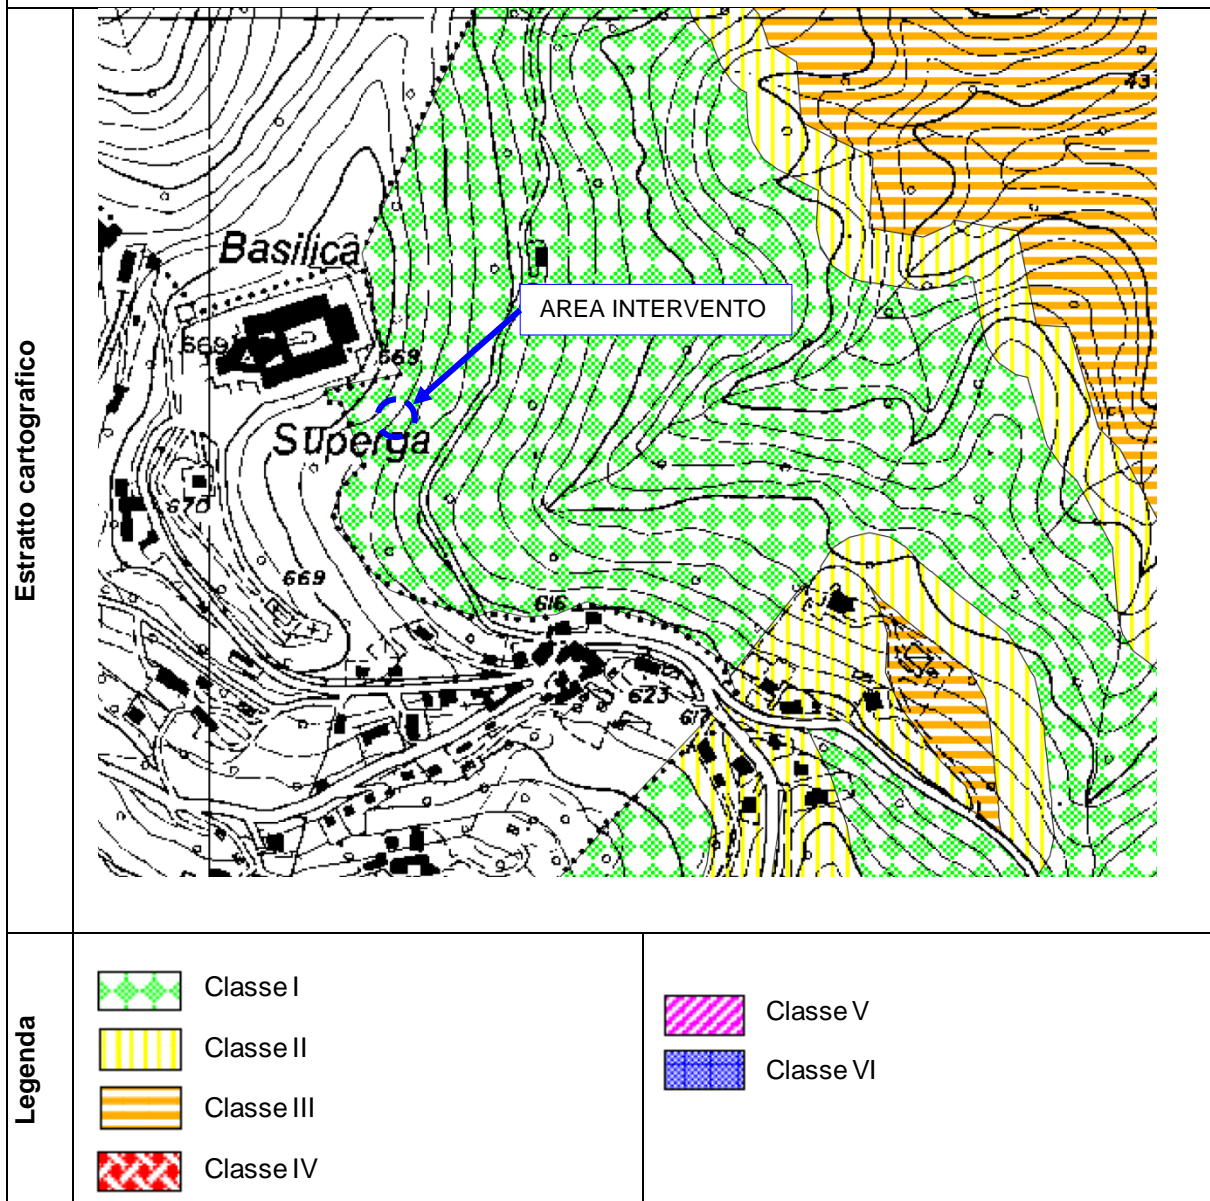 Estratto cartografico
Basilica
AREA INTERVENTO
669
669
Superga
670
669
616
623
617
43
Legenda
Classe I
Classe II
Classe III
Classe IV
Classe V
Classe VI